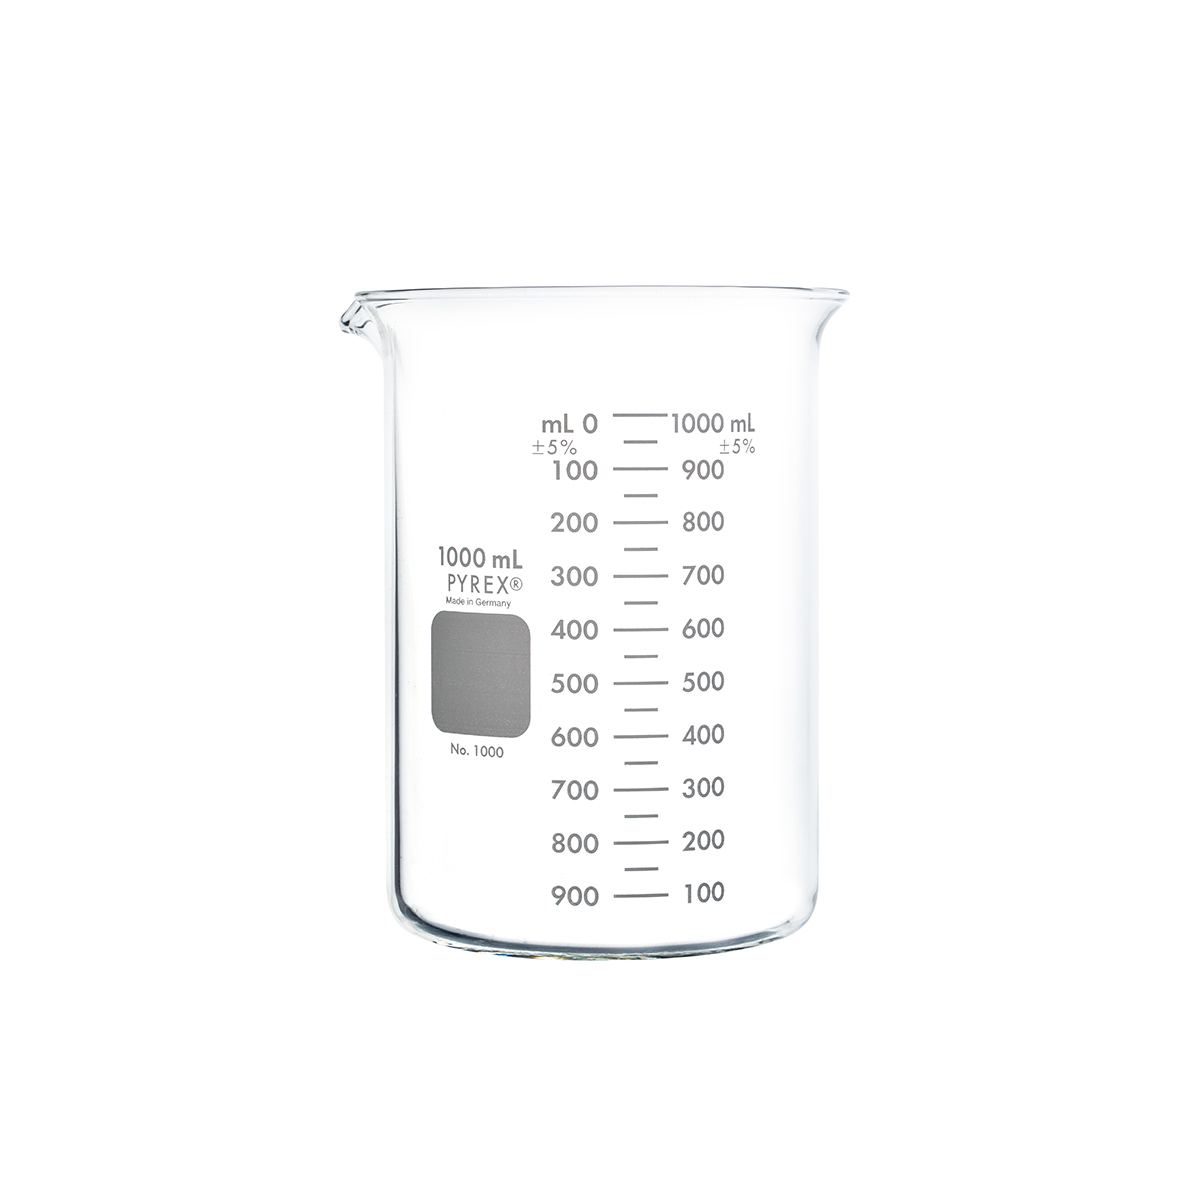 mL 0 1000 mL
±5% ±5%
100 900
200 800
300 700
400 600
500 500
600 400
700 300
800 200
900 100
1000 mL
PYREX®
Made in Germany
No. 1000